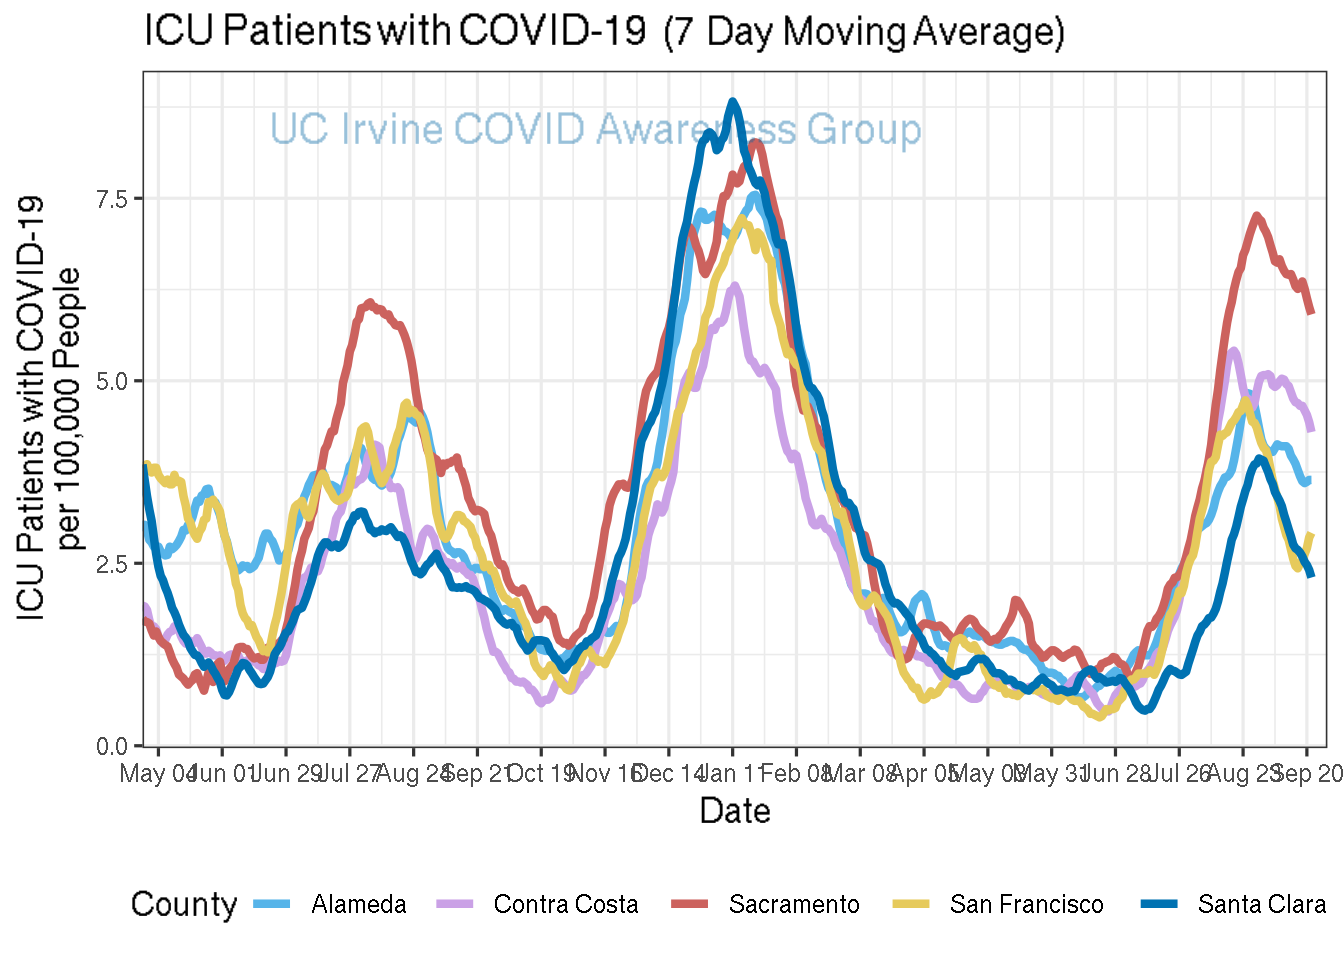 ICU Patients with COVID-19 (7 Day Moving Average)
UC Irvine COVID Awareness Group
ICU Patients with COVID-19
per 100,000 People
7.5
5.0
2.5
0.0
May 04 Jun 01 Jun 29 Jul 27 Aug 24 Sep 21 Oct 19 Nov 16 Dec 14 Jan 11 Feb 08 Mar 08 Apr 05 May 03 May 31 Jun 28 Jul 26 Aug 23 Sep 20
Date
County Alameda Contra Costa Sacramento San Francisco Santa Clara